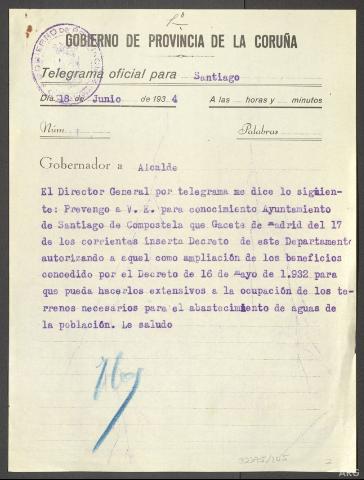 1º
GOBIERNO DE PROVINCIA DE LA CORUÑA
Telegrama oficial para Santiago
Día 18 de Junio de 1934 A las horas y minutos
Núm. Palabras
Gobernador a Alcalde
El Director General por telegrama me dice lo siguien-
te: Prevengo a V. E. para conocimiento Ayuntamiento
de Santiago de Compostela que Gaceta de Madrid del 17
de los corrientes inserta Decreto de este Departamento
autorizando a aquel como ampliación de los beneficios
concedido por el Decreto de 16 de Mayo de 1.932 para
que pueda hacerlos extensivos a la ocupación de los te-
rrenos necesarios para el abastecimiento de aguas de
la población. Le saludo